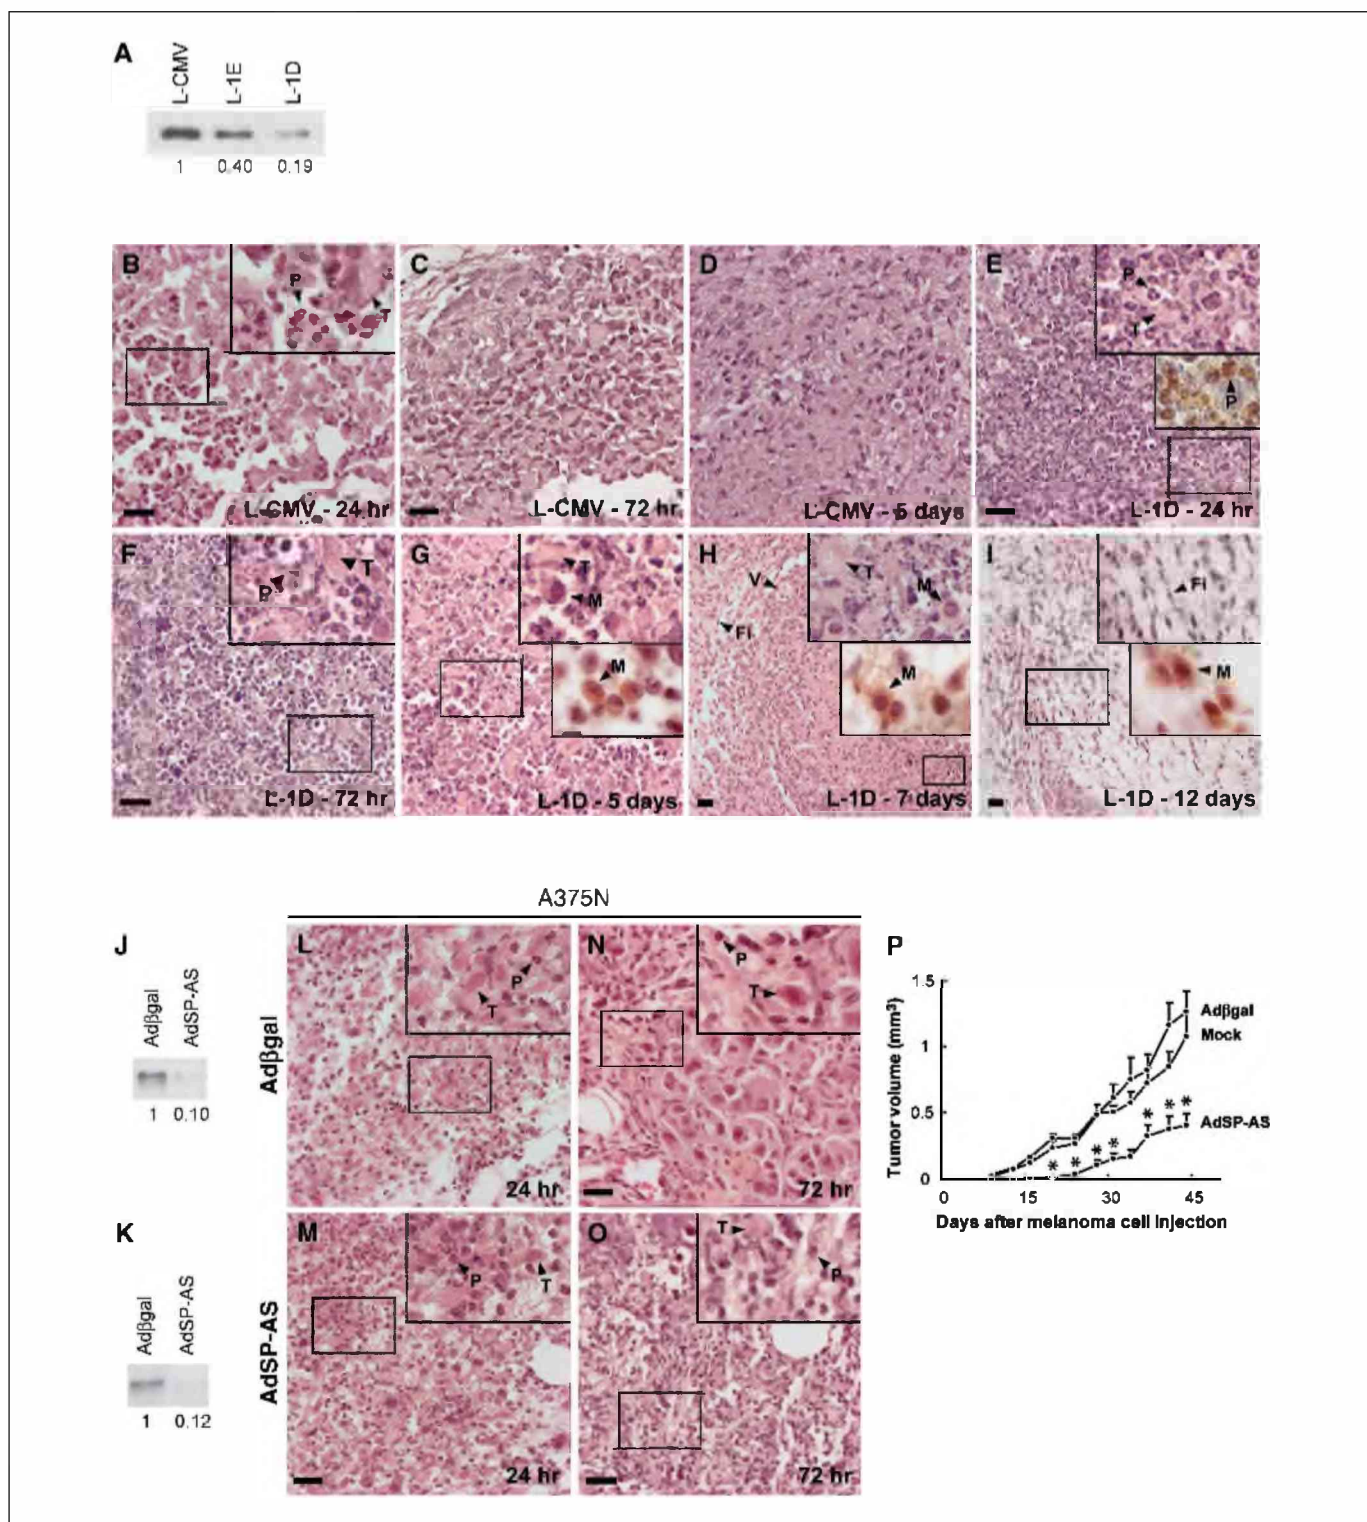 A
L-CMV
L-1E
L-1D
1 0.40 0.19
B
P
T
L-CMV - 24 hr
C
L-CMV - 72 hr
D
L-CMV - 5 days
E
P
T
P
L-1D - 24 hr
F
P
T
L-1D - 72 hr
G
T
M
M
L-1D - 5 days
H
V
Fi
T
M
M
L-1D - 7 days
I
Fi
M
L-1D - 12 days
A375N
J
Adβgal
AdSP-AS
1 0.10
K
Adβgal
AdSP-AS
1 0.12
Adβgal
L
P
T
24 hr
N
P
T
72 hr
AdSP-AS
M
P
T
24 hr
O
T
P
72 hr
P
Tumor volume (mm³)
1.5
1
0.5
0
Adβgal
Mock
AdSP-AS
* * * * * * *
0 15 30 45
Days after melanoma cell injection